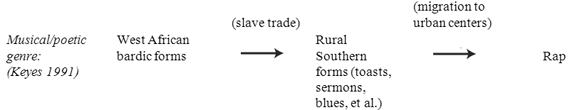 (migration to
urban centers)
(slave trade)
Musical/poetic
genre:
(Keyes 1991)
West African
bardic forms
Rural
Southern
forms (toasts,
sermons,
blues, et al.)
Rap